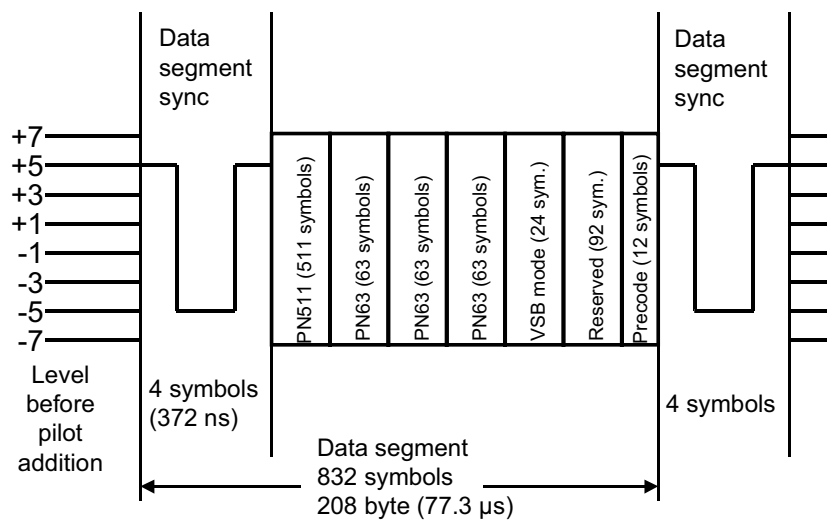 Data
segment
sync
Data
segment
sync
+7
+5
+3
+1
-1
-3
-5
-7
PN511 (511 symbols)
PN63 (63 symbols)
PN63 (63 symbols)
PN63 (63 symbols)
VSB mode (24 sym.)
Reserved (92 sym.)
Precode (12 symbols)
Level
before
pilot
addition
4 symbols
(372 ns)
4 symbols
Data segment
832 symbols
208 byte (77.3 µs)